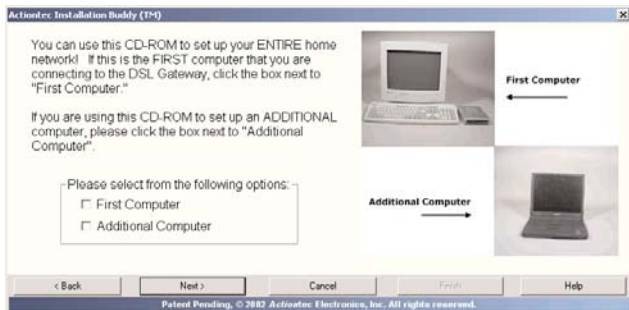 Actiontec Installation Buddy (TM)
You can use this CD-ROM to set up your ENTIRE home
network! If this is the FIRST computer that you are
connecting to the DSL Gateway, click the box next to
"First Computer."
If you are using this CD-ROM to set up an ADDITIONAL
computer, please click the box next to "Additional
Computer".
Please select from the following options:
First Computer
Additional Computer
First Computer
Additional Computer
< Back
Next >
Cancel
Finish
Help
Patent Pending, © 2002 Actiontec Electronics, Inc. All rights reserved.